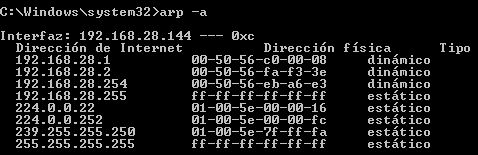 C:\Windows\system32>arp -a
Interfaz: 192.168.28.144 --- 0xc
Dirección de Internet Dirección física Tipo
192.168.28.1 00-50-56-c0-00-08 dinámico
192.168.28.2 00-50-56-fa-f3-3e dinámico
192.168.28.254 00-50-56-eb-a6-e3 dinámico
192.168.28.255 ff-ff-ff-ff-ff-ff estático
224.0.0.22 01-00-5e-00-00-16 estático
224.0.0.252 01-00-5e-00-00-fc estático
239.255.255.250 01-00-5e-7f-ff-fa estático
255.255.255.255 ff-ff-ff-ff-ff-ff estático